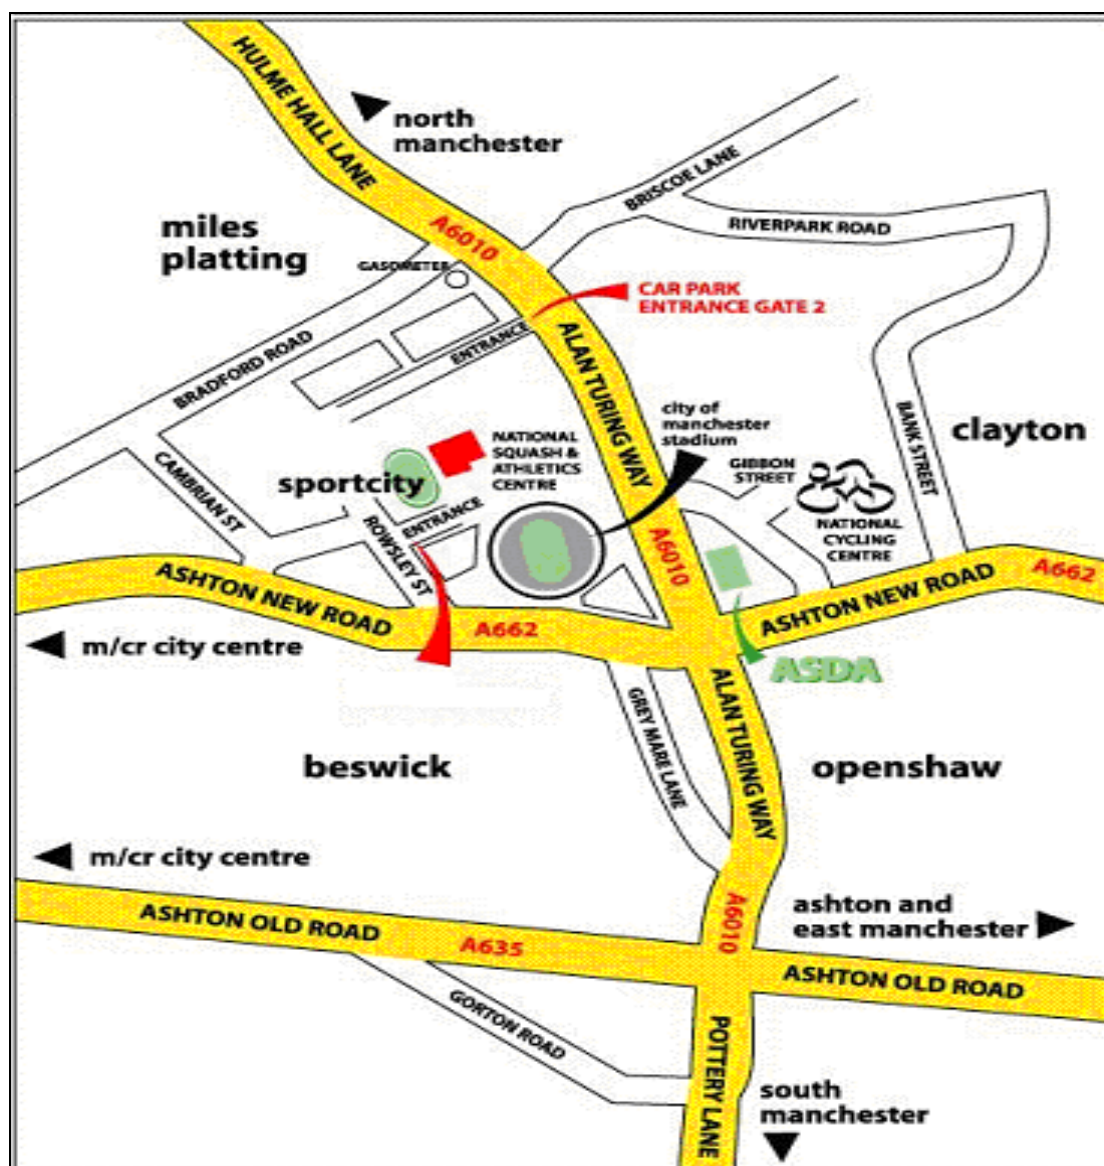 HULME HALL LANE
north
manchester
BRISCOE LANE
miles
platting
A6010
RIVERPARK ROAD
GASOMETER
CAR PARK
ENTRANCE GATE 2
BRADFORD ROAD
ENTRANCE
ALAN TURING WAY
city of
manchester
stadium
BANK STREET
clayton
NATIONAL
SQUASH &
ATHLETICS
CENTRE
GIBBON
STREET
CAMBRIAN ST
sportcity
ENTRANCE
ROWSLEY ST
NATIONAL
CYCLING
CENTRE
A6010
ASHTON NEW ROAD
A662
ASHTON NEW ROAD
A662
m/cr city centre
ASDA
GREY MARE LANE
ALAN TURING WAY
beswick
openshaw
m/cr city centre
ASHTON OLD ROAD
A635
A6010
ashton and
east manchester
ASHTON OLD ROAD
GORTON ROAD
POTTERY LANE
south
manchester